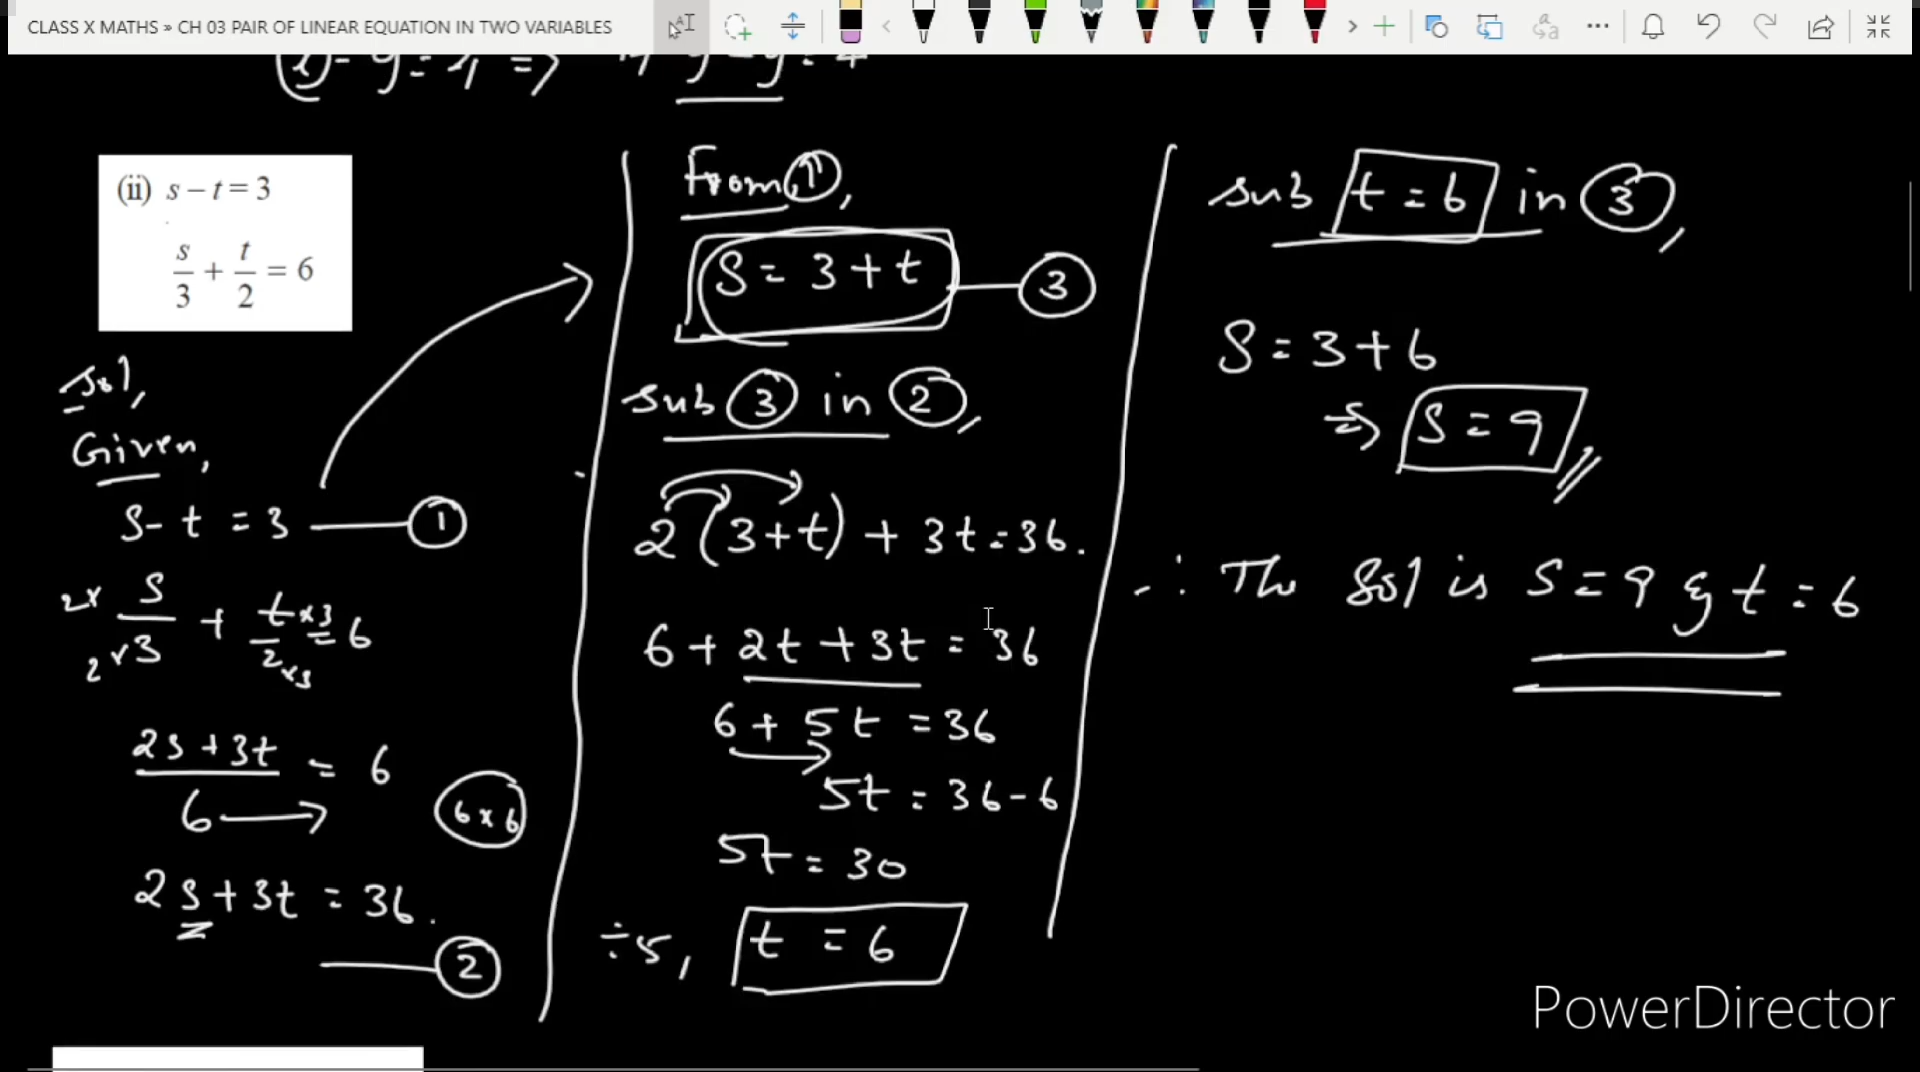 CLASS X MATHS » CH 03 PAIR OF LINEAR EQUATION IN TWO VARIABLES
(ii) s – t = 3
s/3 + t/2 = 6
Sol,
Given,
S - t = 3 —— ①
2× S / 2×3 + t×3 / 2×3 = 6
2s + 3t / 6 = 6
6 × 6
2s + 3t = 36.
—— ②
From ①,
S = 3 + t —— ③
sub ③ in ②,
2(3+t) + 3t = 36.
6 + 2t + 3t = 36
6 + 5t = 36
5t = 36 - 6
5t = 30
÷5, t = 6
sub t = 6 in ③,
S = 3 + 6
⇒ S = 9
∴ The Sol is S = 9 & t = 6
PowerDirector